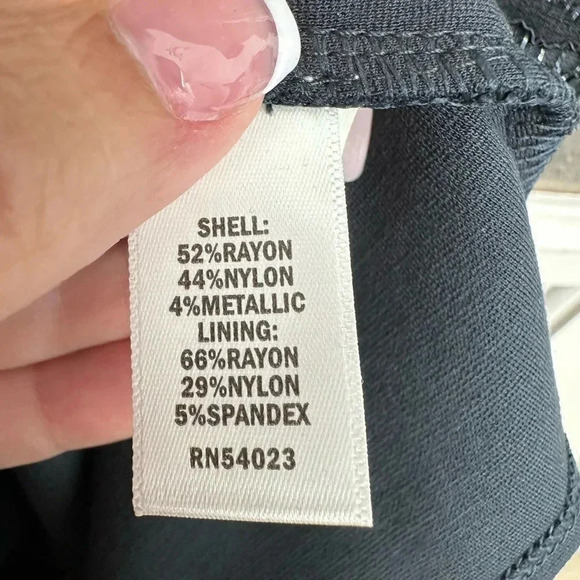 SHELL:
52%RAYON
44%NYLON
4%METALLIC
LINING:
66%RAYON
29%NYLON
5%SPANDEX
RN54023